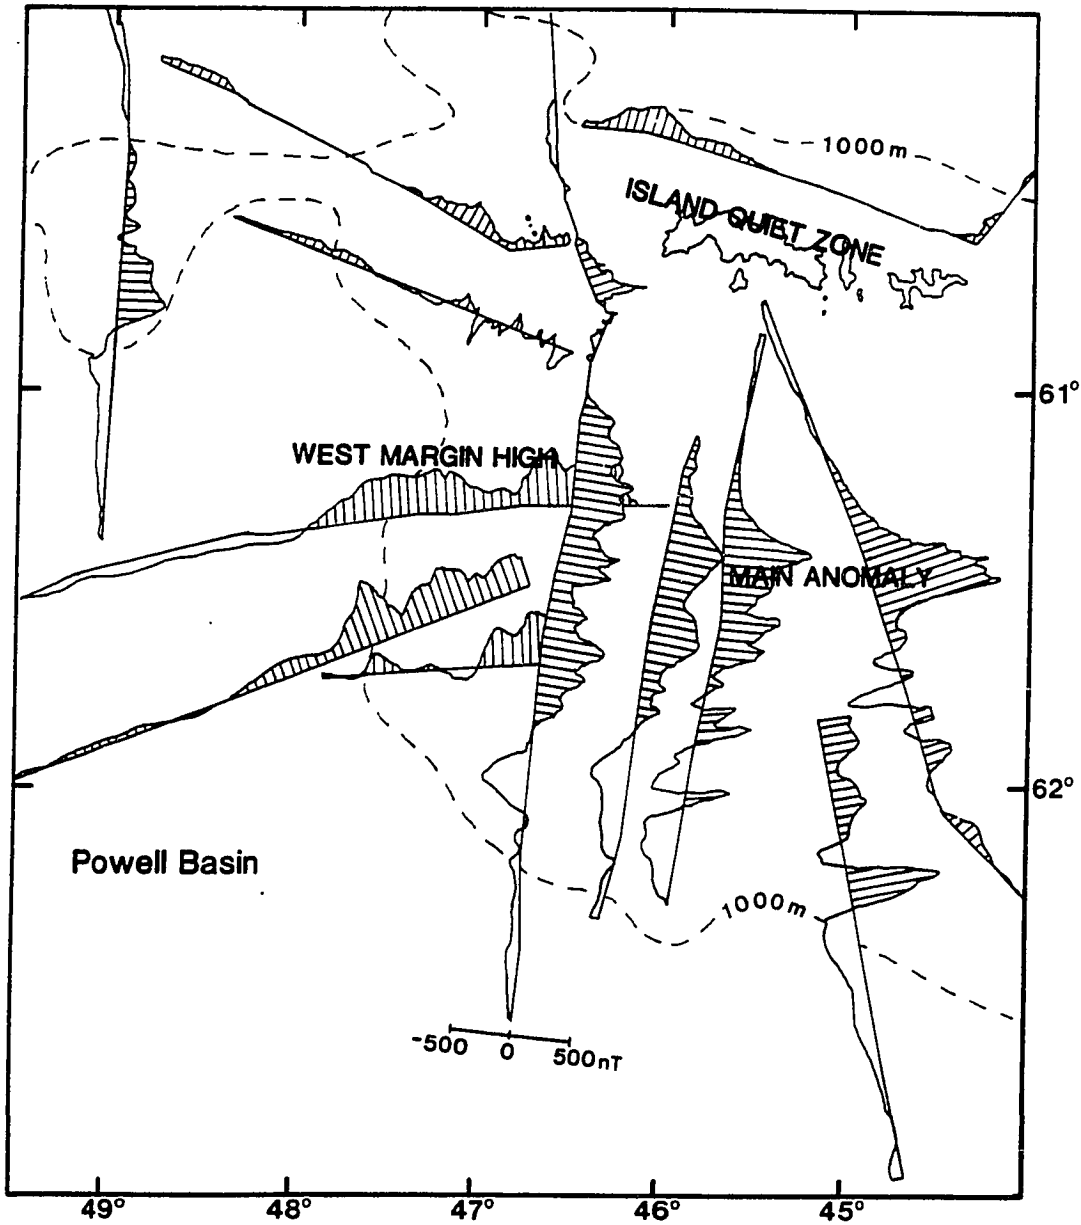 1000m
ISLAND QUIET ZONE
61°
WEST MARGIN HIGH
MAIN ANOMALY
62°
Powell Basin
1000m
-500 0 500nT
49° 48° 47° 46° 45°